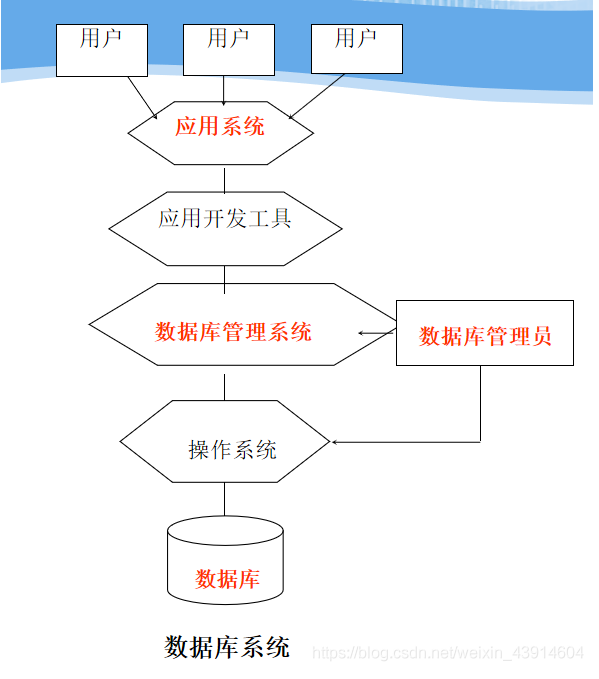 用户
用户
用户
应用系统
应用开发工具
数据库管理系统
数据库管理员
操作系统
数据库
数据库系统
https://blog.csdn.net/weixin_43914604